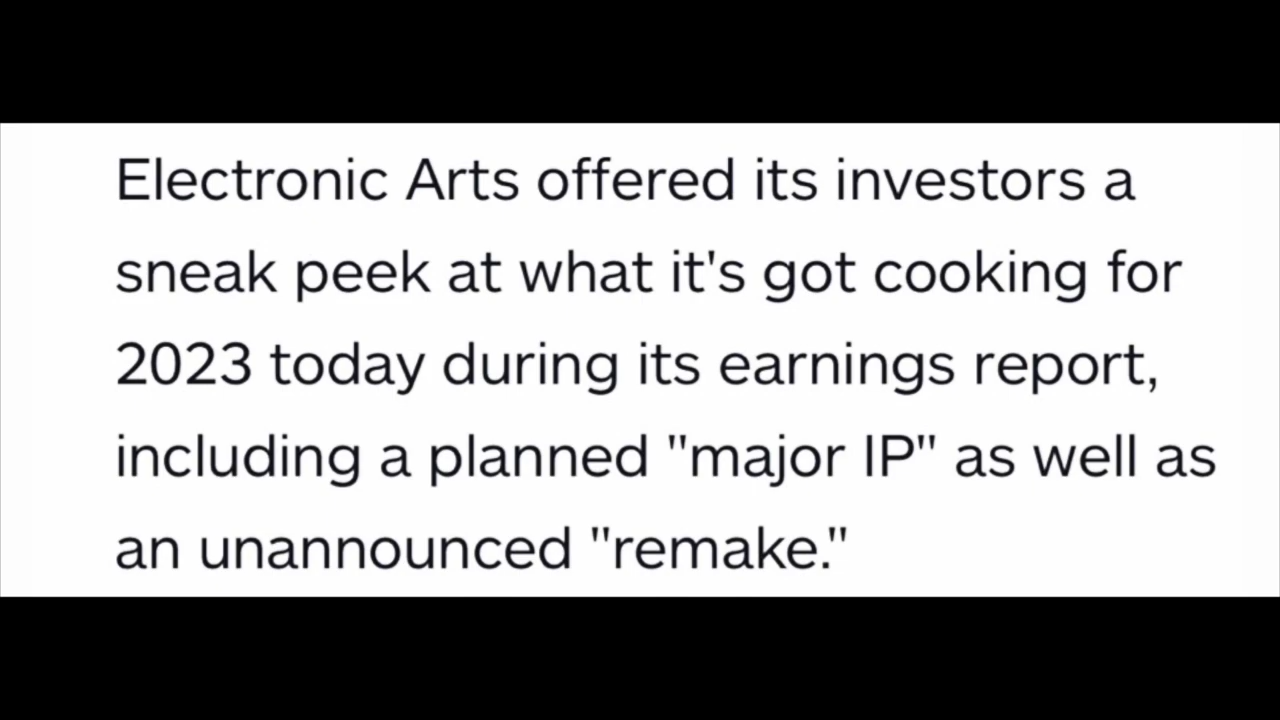 Electronic Arts offered its investors a
sneak peek at what it's got cooking for
2023 today during its earnings report,
including a planned "major IP" as well as
an unannounced "remake."